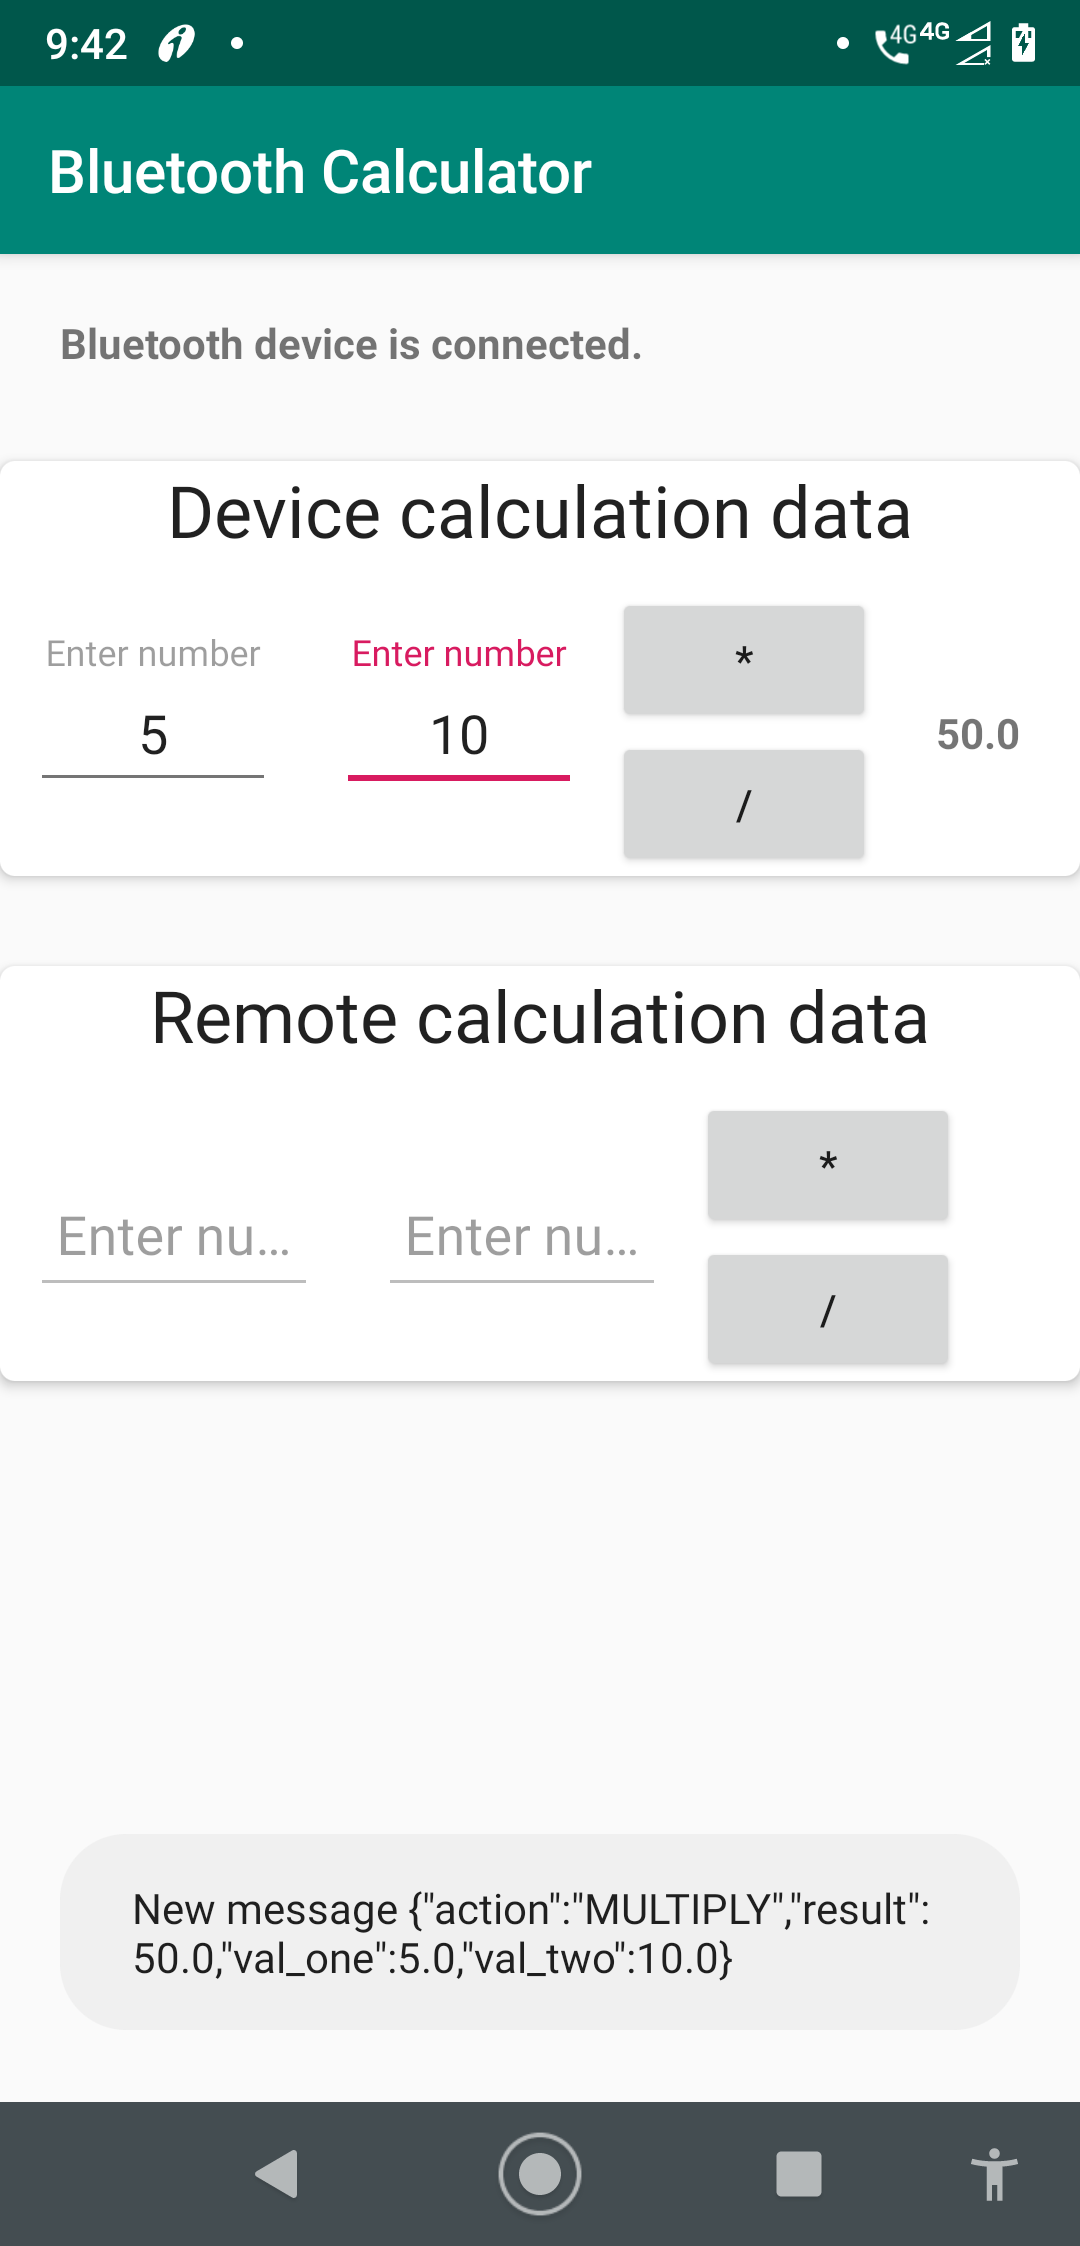 9:42
4G 4G
Bluetooth Calculator
Bluetooth device is connected.
Device calculation data
Enter number Enter number *
5 10 50.0
/
Remote calculation data
*
Enter nu... Enter nu...
/
New message {"action":"MULTIPLY","result":
50.0,"val_one":5.0,"val_two":10.0}